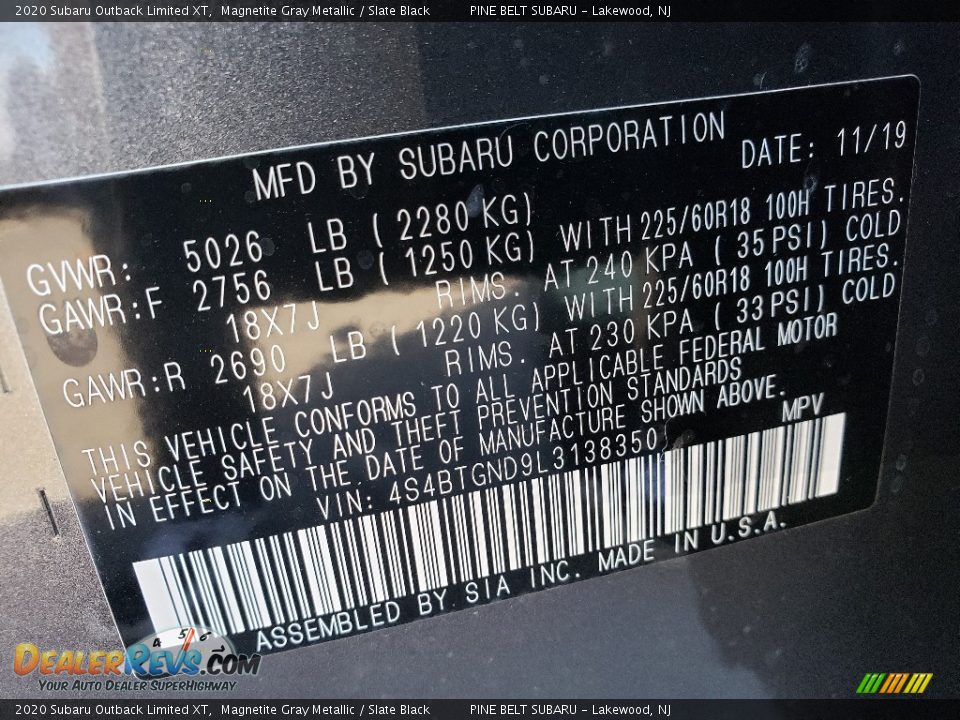 2020 Subaru Outback Limited XT, Magnetite Gray Metallic / Slate Black PINE BELT SUBARU - Lakewood, NJ
MFD BY SUBARU CORPORATION DATE: 11/19
GVWR: 5026 LB ( 2280 KG)
GAWR:F 2756 LB ( 1250 KG) WITH 225/60R18 100H TIRES.
18X7J RIMS. AT 240 KPA ( 35 PSI) COLD
GAWR:R 2690 LB ( 1220 KG) WITH 225/60R18 100H TIRES.
18X7J RIMS. AT 230 KPA ( 33 PSI) COLD
THIS VEHICLE CONFORMS TO ALL APPLICABLE FEDERAL MOTOR
VEHICLE SAFETY AND THEFT PREVENTION STANDARDS
IN EFFECT ON THE DATE OF MANUFACTURE SHOWN ABOVE.
VIN: 4S4BTGND9L3138350 MPV
ASSEMBLED BY SIA INC. MADE IN U.S.A.
4 5 6
DEALERREVS.COM
YOUR AUTO DEALER SUPERHIGHWAY
2020 Subaru Outback Limited XT, Magnetite Gray Metallic / Slate Black PINE BELT SUBARU - Lakewood, NJ